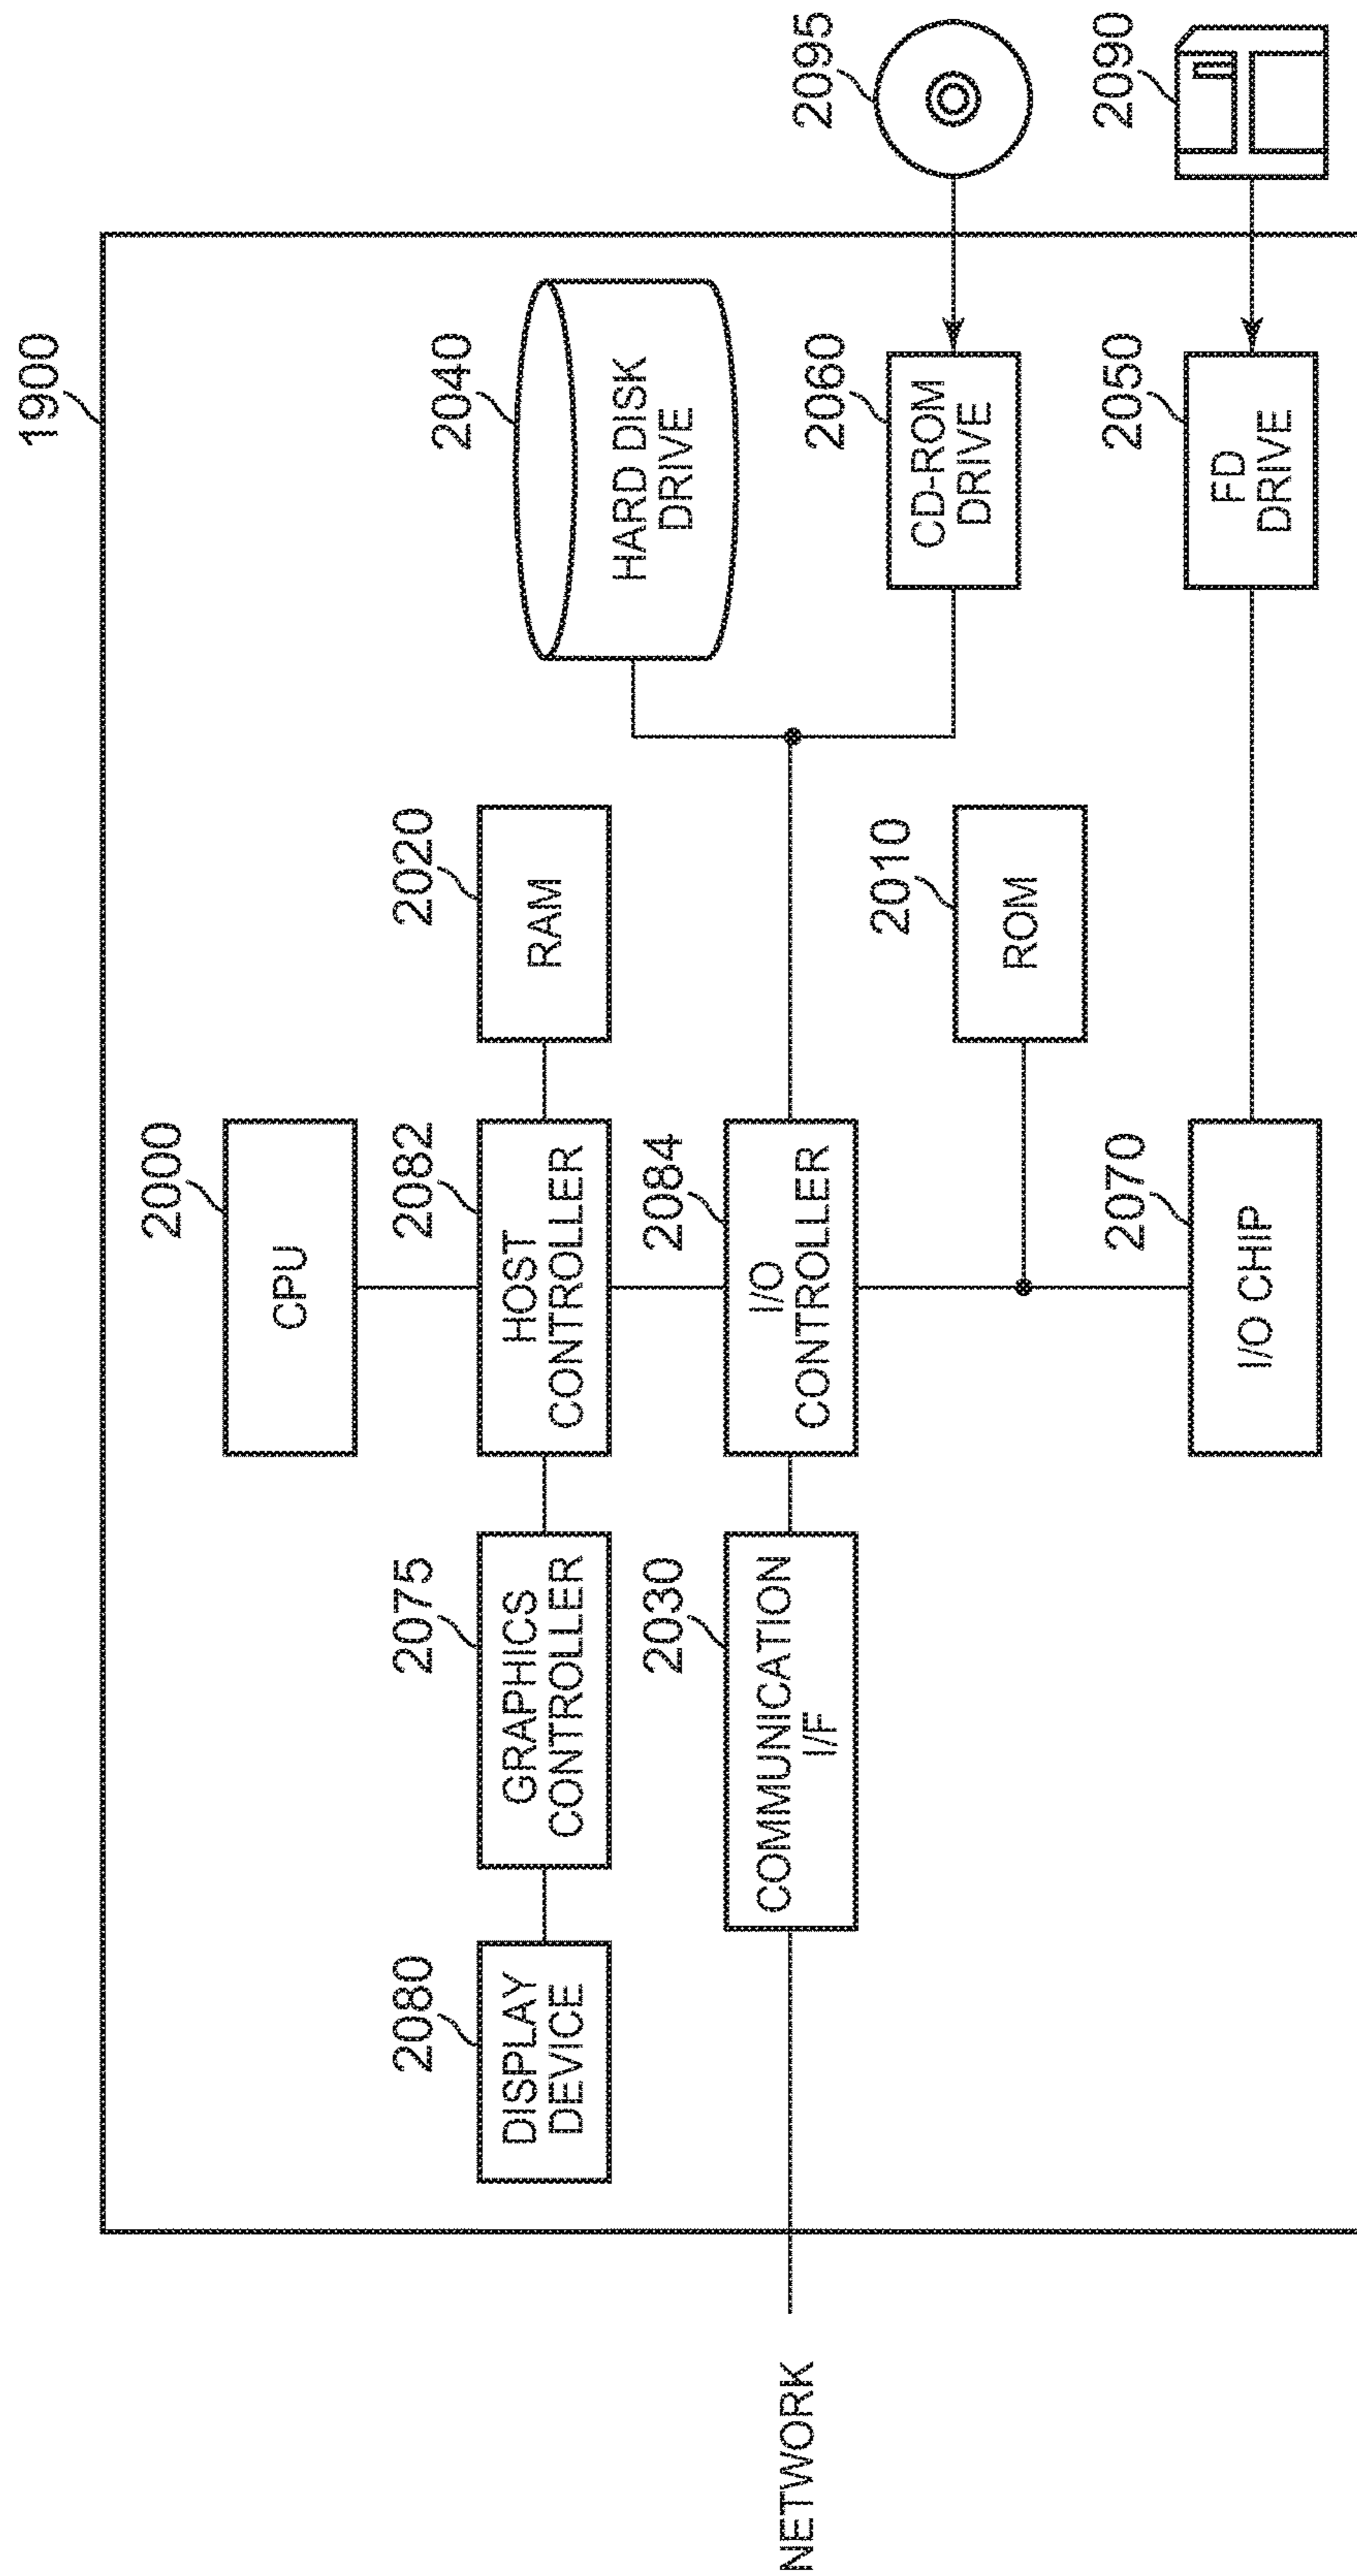 1900
2000
CPU
2080
DISPLAY
DEVICE
2075
GRAPHICS
CONTROLLER
2082
HOST
CONTROLLER
2020
RAM
2040
HARD DISK
DRIVE
2095
NETWORK
2030
COMMUNICATION
I/F
2084
I/O
CONTROLLER
2010
ROM
2060
CD-ROM
DRIVE
2070
I/O CHIP
2050
FD
DRIVE
2090